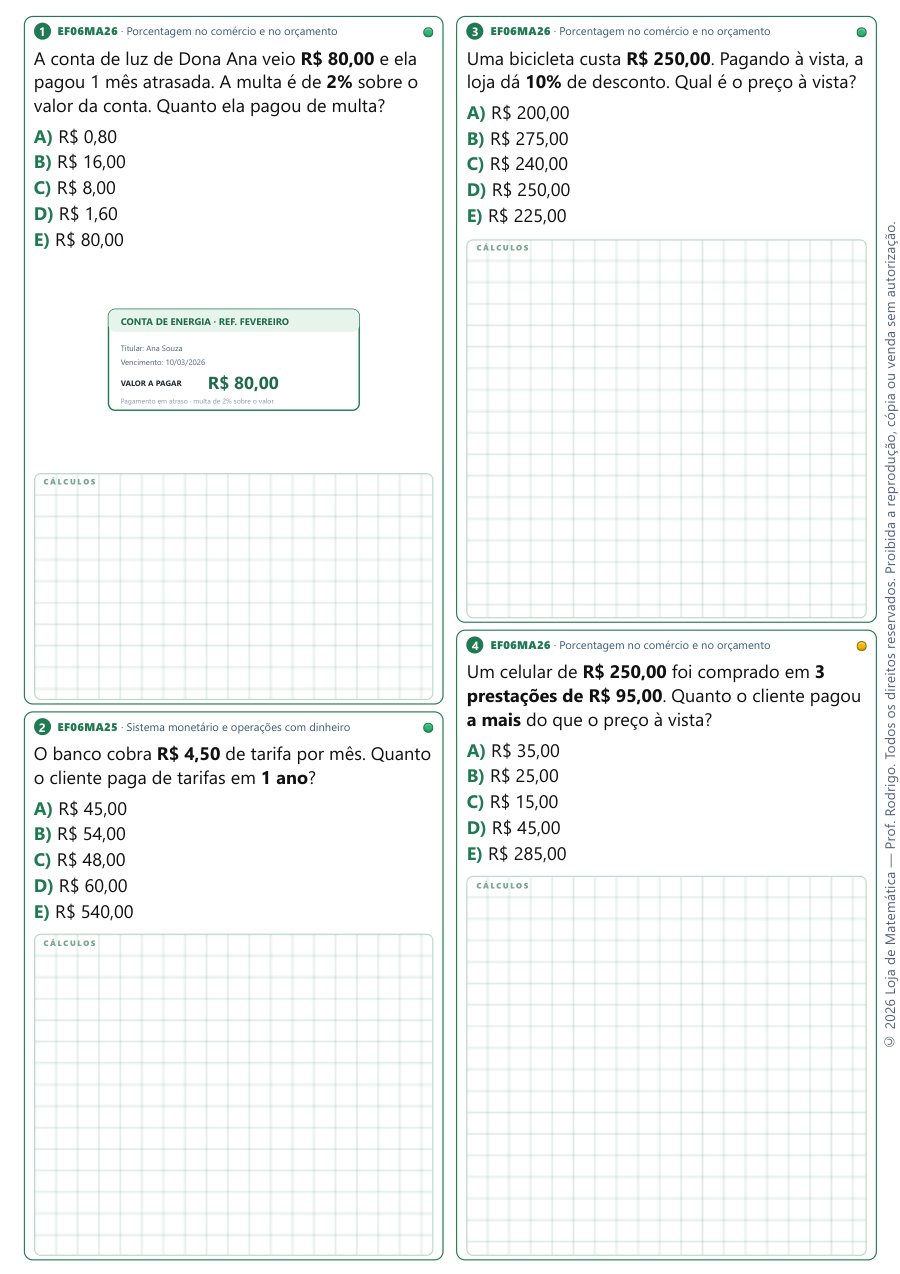 1 EF06MA26 · Porcentagem no comércio e no orçamento
A conta de luz de Dona Ana veio R$ 80,00 e ela
pagou 1 mês atrasada. A multa é de 2% sobre o
valor da conta. Quanto ela pagou de multa?
A) R$ 0,80
B) R$ 16,00
C) R$ 8,00
D) R$ 1,60
E) R$ 80,00
CONTA DE ENERGIA · REF. FEVEREIRO
Titular: Ana Souza
Vencimento: 10/03/2026
VALOR A PAGAR R$ 80,00
Pagamento em atraso · multa de 2% sobre o valor
CÁLCULOS
2 EF06MA25 · Sistema monetário e operações com dinheiro
O banco cobra R$ 4,50 de tarifa por mês. Quanto
o cliente paga de tarifas em 1 ano?
A) R$ 45,00
B) R$ 54,00
C) R$ 48,00
D) R$ 60,00
E) R$ 540,00
CÁLCULOS
3 EF06MA26 · Porcentagem no comércio e no orçamento
Uma bicicleta custa R$ 250,00. Pagando à vista, a
loja dá 10% de desconto. Qual é o preço à vista?
A) R$ 200,00
B) R$ 275,00
C) R$ 240,00
D) R$ 250,00
E) R$ 225,00
CÁLCULOS
4 EF06MA26 · Porcentagem no comércio e no orçamento
Um celular de R$ 250,00 foi comprado em 3
prestações de R$ 95,00. Quanto o cliente pagou
a mais do que o preço à vista?
A) R$ 35,00
B) R$ 25,00
C) R$ 15,00
D) R$ 45,00
E) R$ 285,00
CÁLCULOS
© 2026 Loja de Matemática — Prof. Rodrigo. Todos os direitos reservados. Proibida a reprodução, cópia ou venda sem autorização.